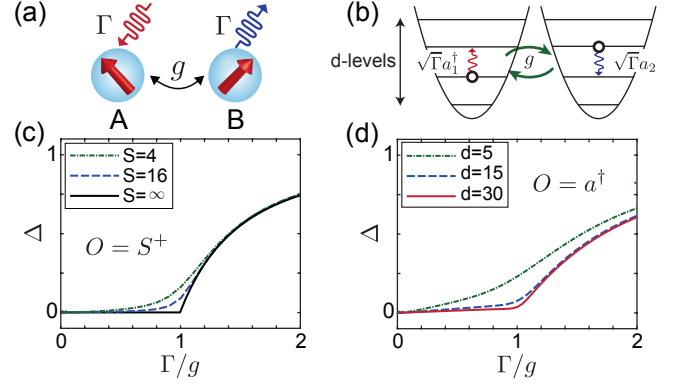 (a)
Γ
Γ
g
A
B
(b)
d-levels
√Γa₁†
g
√Γa₂
(c)
1
S=4
S=16
S=∞
Δ
O = S⁺
0
0
1
2
Γ/g
(d)
1
d=5
d=15
d=30
O = a†
Δ
0
0
1
2
Γ/g